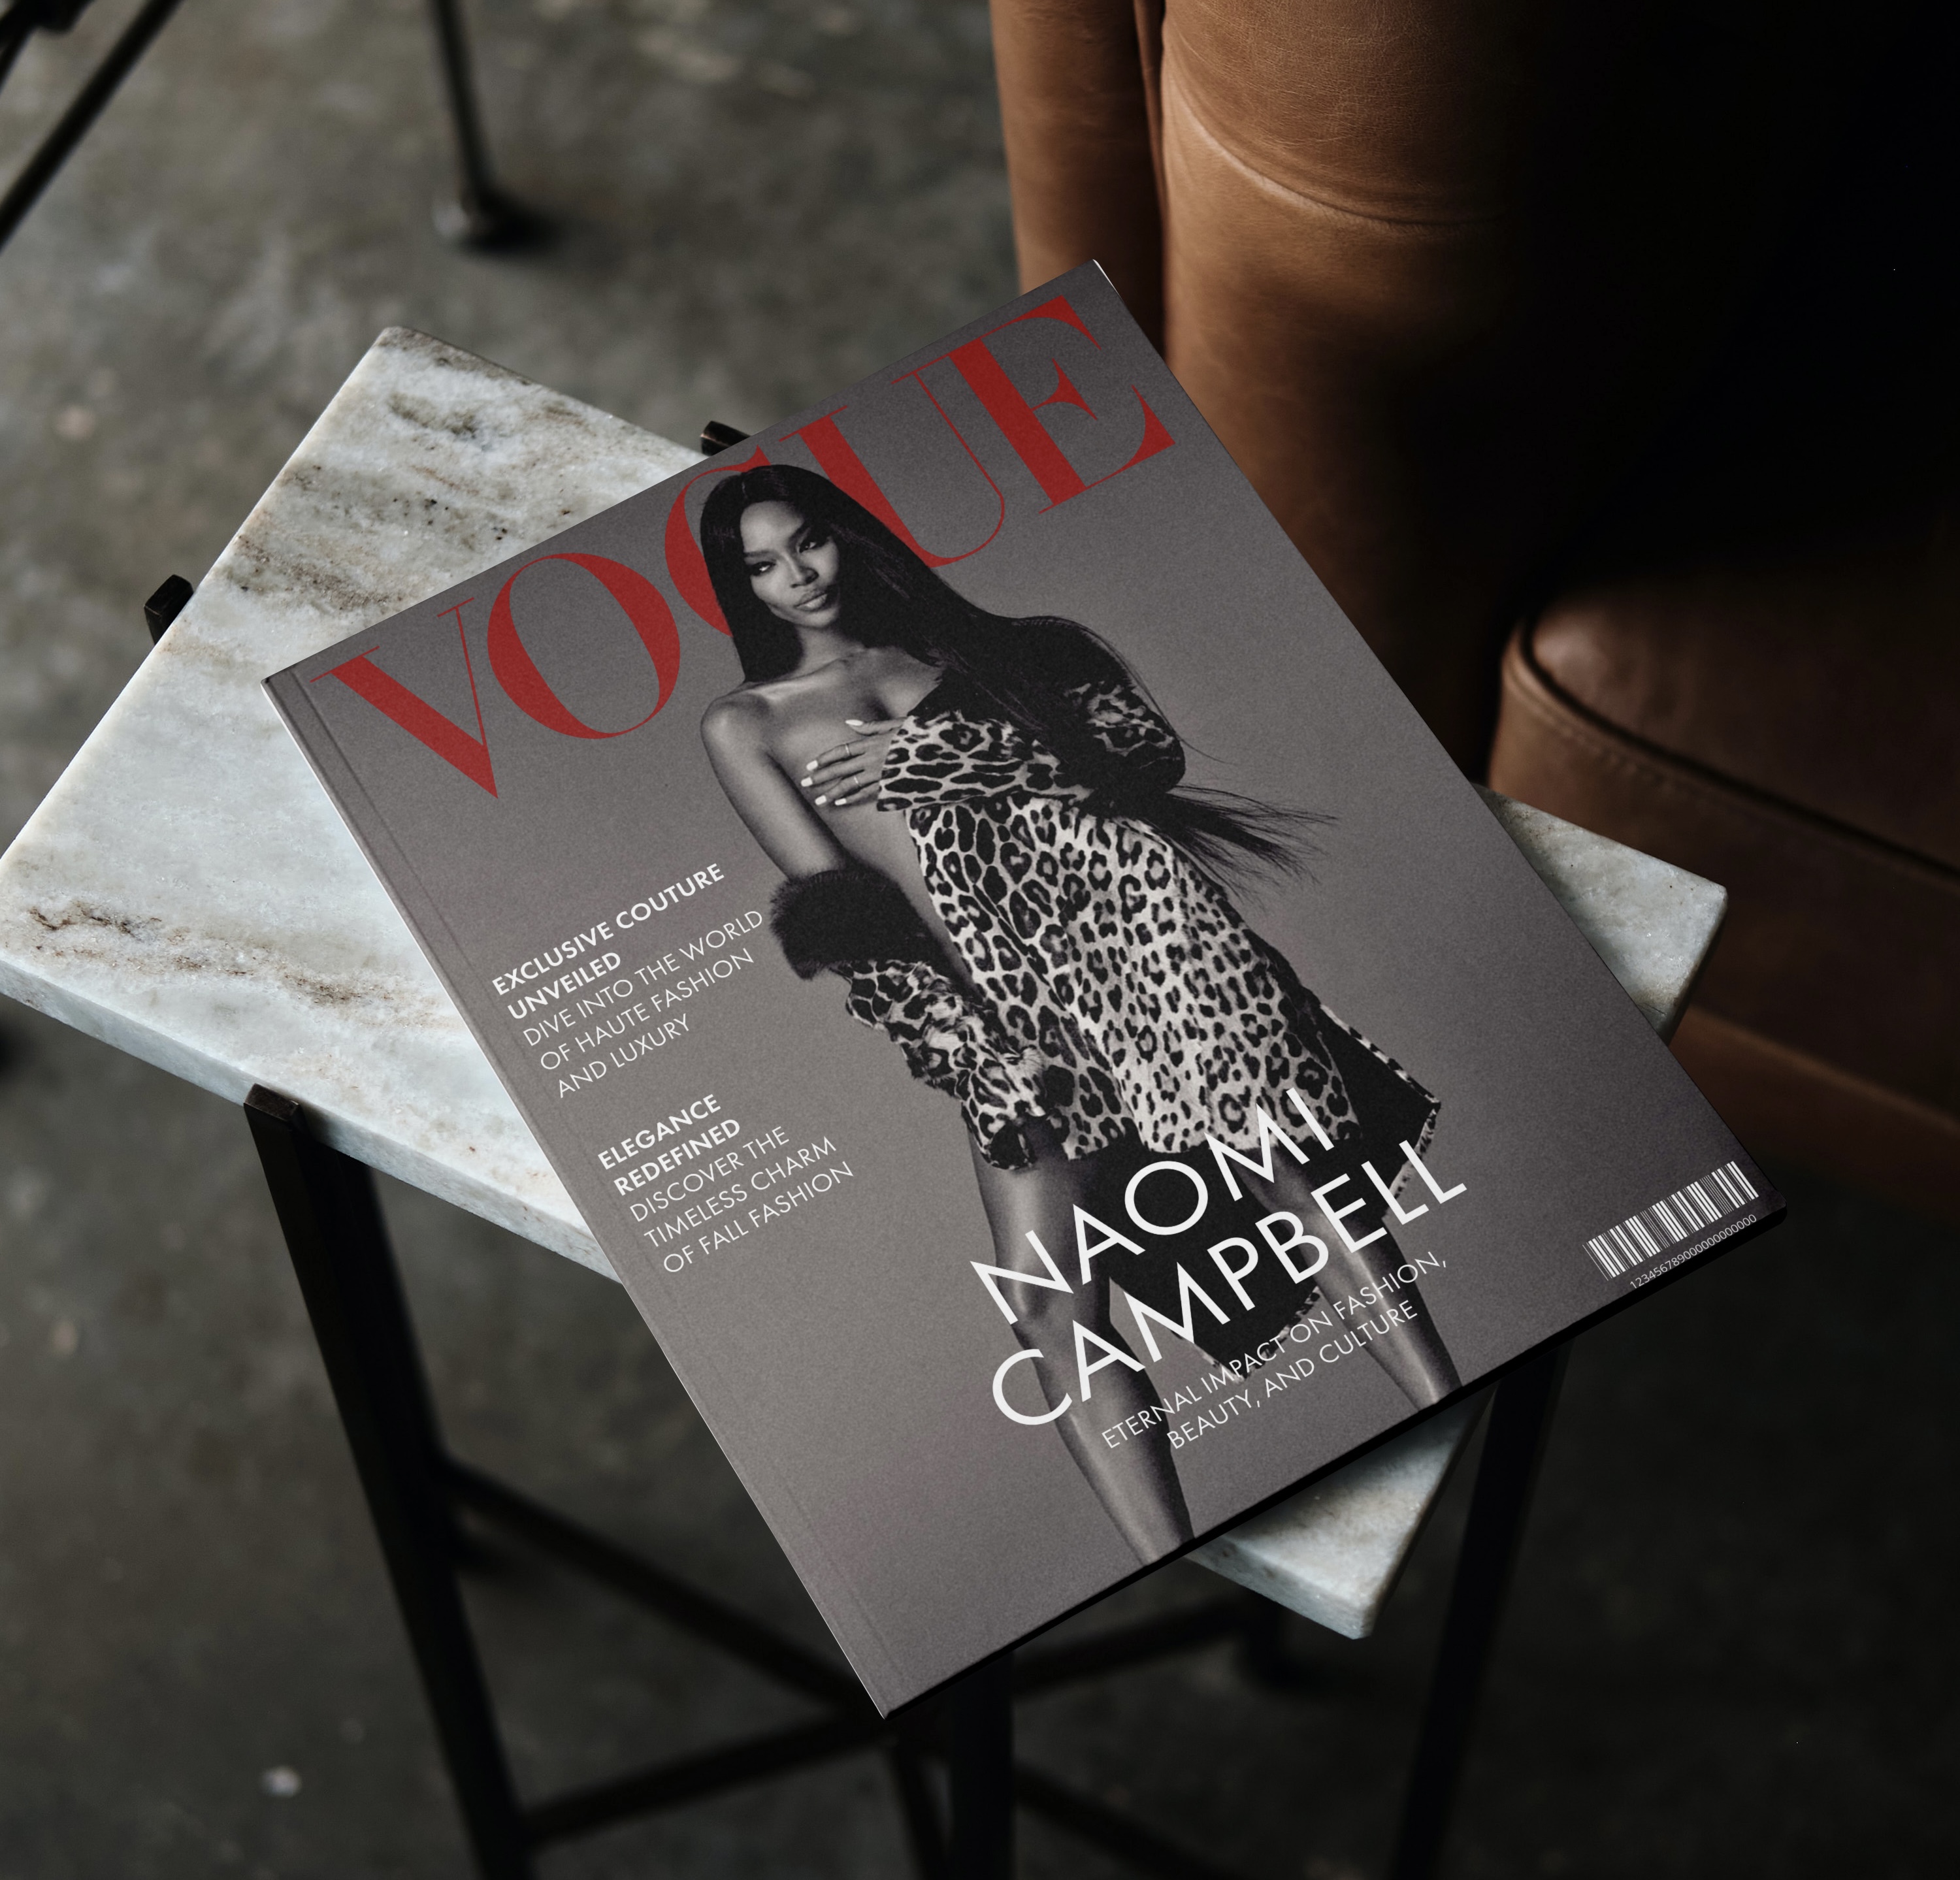 VOGUE
EXCLUSIVE COUTURE
UNVEILED
DIVE INTO THE WORLD
OF HAUTE FASHION
AND LUXURY
ELEGANCE
REDEFINED
DISCOVER THE
TIMELESS CHARM
OF FALL FASHION
NAOMI
CAMPBELL
ETERNAL IMPACT ON FASHION,
BEAUTY, AND CULTURE
12345678900000000000